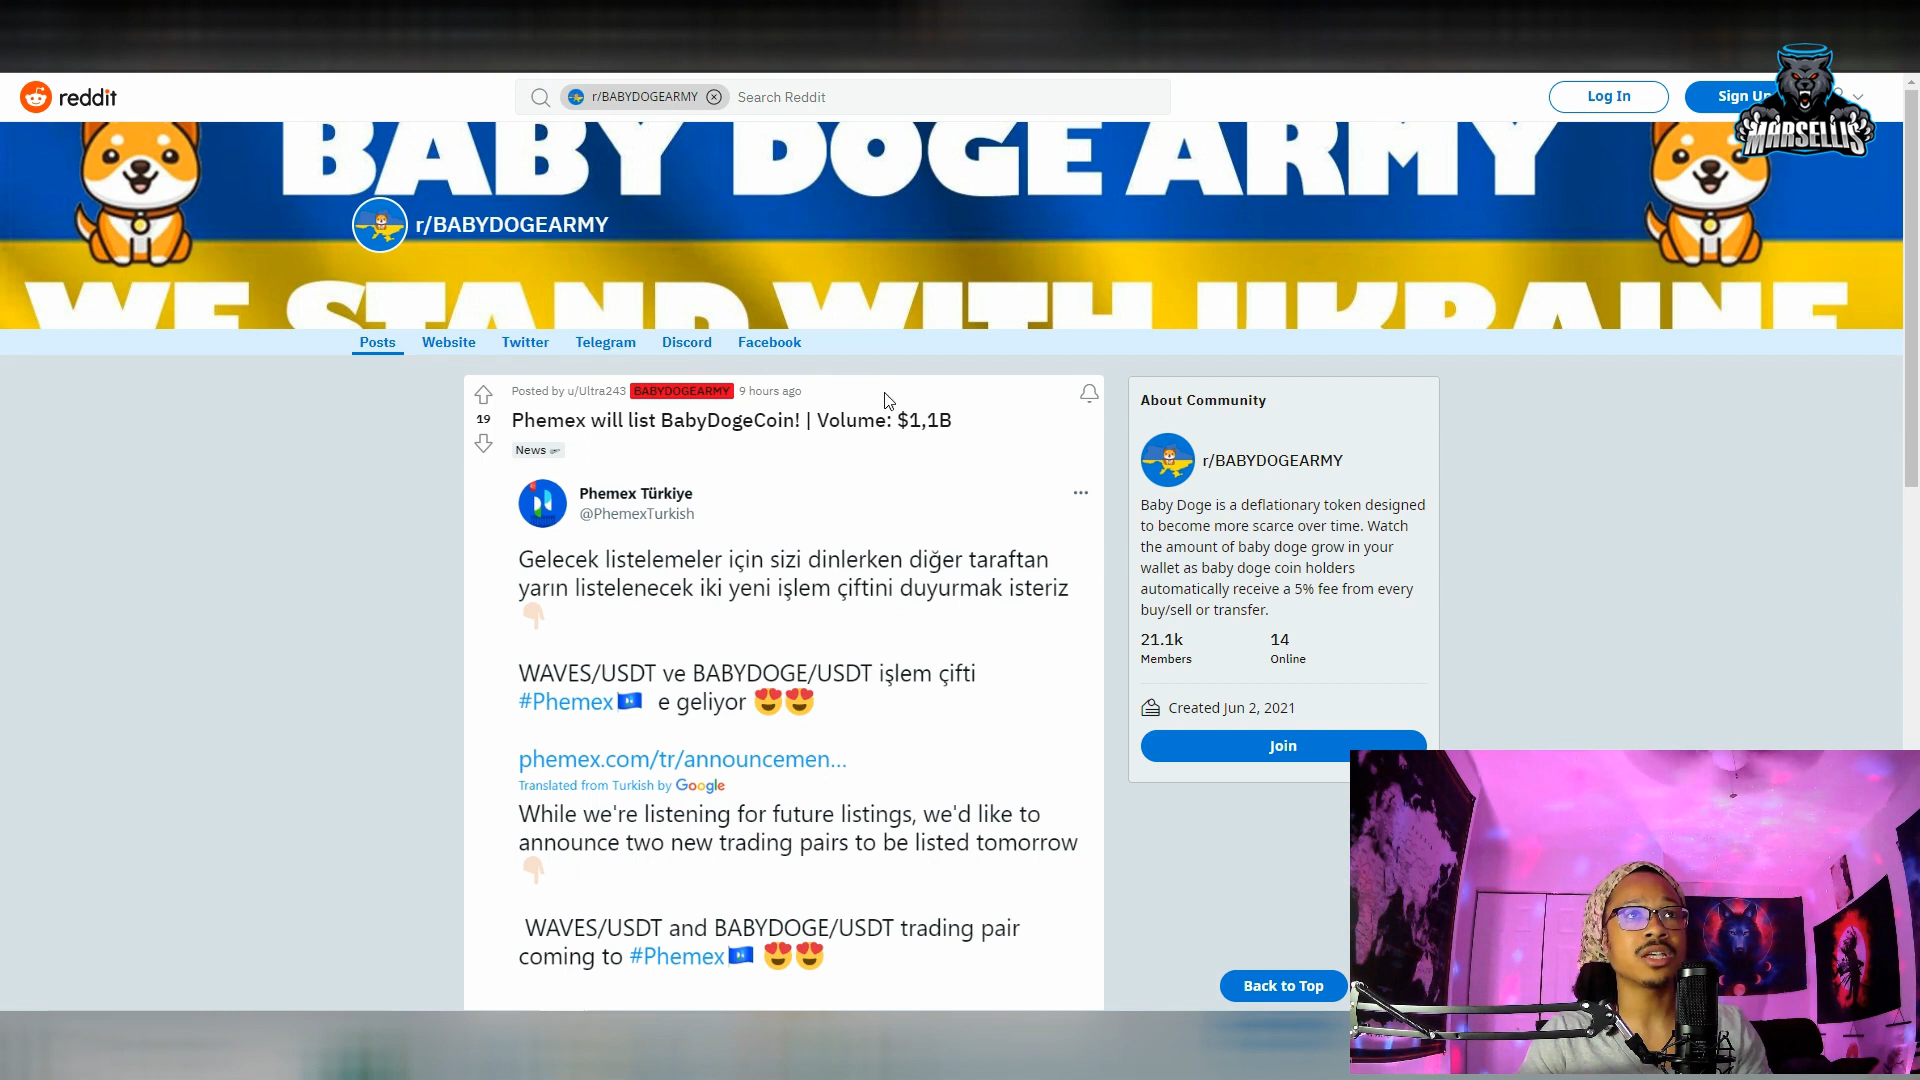 reddit
r/BABYDOGEARMY
Search Reddit
Log In
Sign Up
MARSELLIS
BABY DOGE ARMY
r/BABYDOGEARMY
WE STAND WITH UKRAINE
Posts Website Twitter Telegram Discord Facebook
Posted by u/Ultra243 BABYDOGEARMY 9 hours ago
19
Phemex will list BabyDogeCoin! | Volume: $1,1B
News
Phemex Türkiye
@PhemexTurkish
Gelecek listelemeler için sizi dinlerken diğer taraftan
yarın listelenecek iki yeni işlem çiftini duyurmak isteriz
👇🏻
WAVES/USDT ve BABYDOGE/USDT işlem çifti
#Phemex e geliyor 😍😍
phemex.com/tr/announcemen...
Translated from Turkish by Google
While we're listening for future listings, we'd like to
announce two new trading pairs to be listed tomorrow
👇🏻
WAVES/USDT and BABYDOGE/USDT trading pair
coming to #Phemex 😍😍
About Community
r/BABYDOGEARMY
Baby Doge is a deflationary token designed
to become more scarce over time. Watch
the amount of baby doge grow in your
wallet as baby doge coin holders
automatically receive a 5% fee from every
buy/sell or transfer.
21.1k 14
Members Online
Created Jun 2, 2021
Join
Back to Top